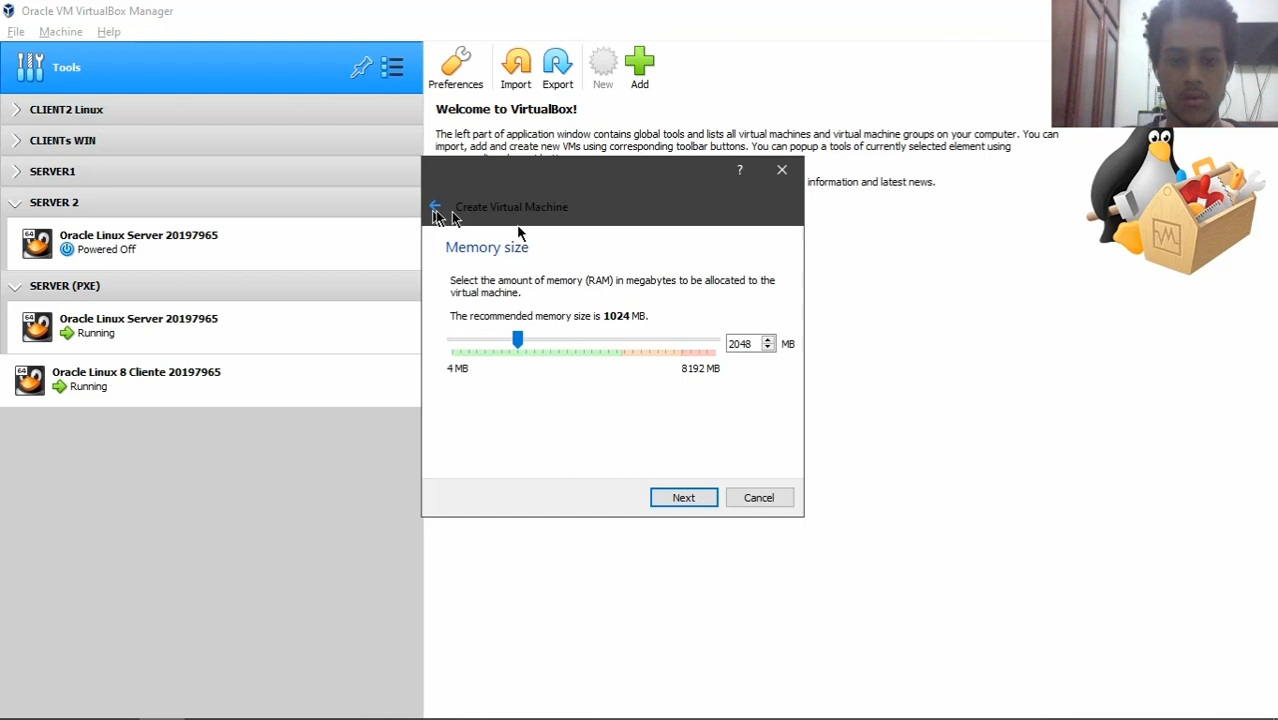 Oracle VM VirtualBox Manager
File Machine Help
Tools
Preferences Import Export New Add
CLIENT2 Linux
CLIENTs WIN
SERVER1
SERVER 2
64
Oracle Linux Server 20197965
Powered Off
SERVER (PXE)
64
Oracle Linux Server 20197965
Running
64
Oracle Linux 8 Cliente 20197965
Running
Welcome to VirtualBox!
The left part of application window contains global tools and lists all virtual machines and virtual machine groups on your computer. You can
import, add and create new VMs using corresponding toolbar buttons. You can popup a tools of currently selected element using
information and latest news.
?
Create Virtual Machine
Memory size
Select the amount of memory (RAM) in megabytes to be allocated to the
virtual machine.
The recommended memory size is 1024 MB.
2048 MB
4 MB 8192 MB
Next Cancel